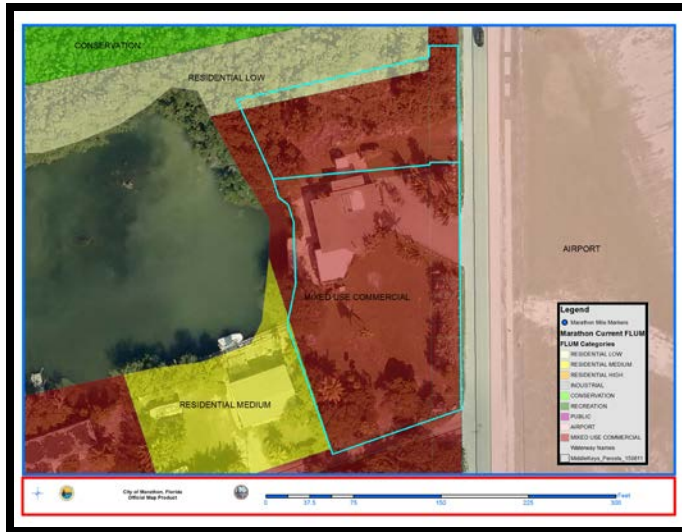 CONSERVATION
RESIDENTIAL LOW
AIRPORT
MIXED USE COMMERCIAL
RESIDENTIAL MEDIUM
Legend
Marathon Mile Markers
Marathon Current FLUM
FLUM Categories
RESIDENTIAL LOW
RESIDENTIAL MEDIUM
RESIDENTIAL HIGH
INDUSTRIAL
CONSERVATION
RECREATION
PUBLIC
AIRPORT
MIXED USE COMMERCIAL
Waterway Names
City of Marathon, Florida
Official Map Product
Feet
0 37.5 75 150 225 300